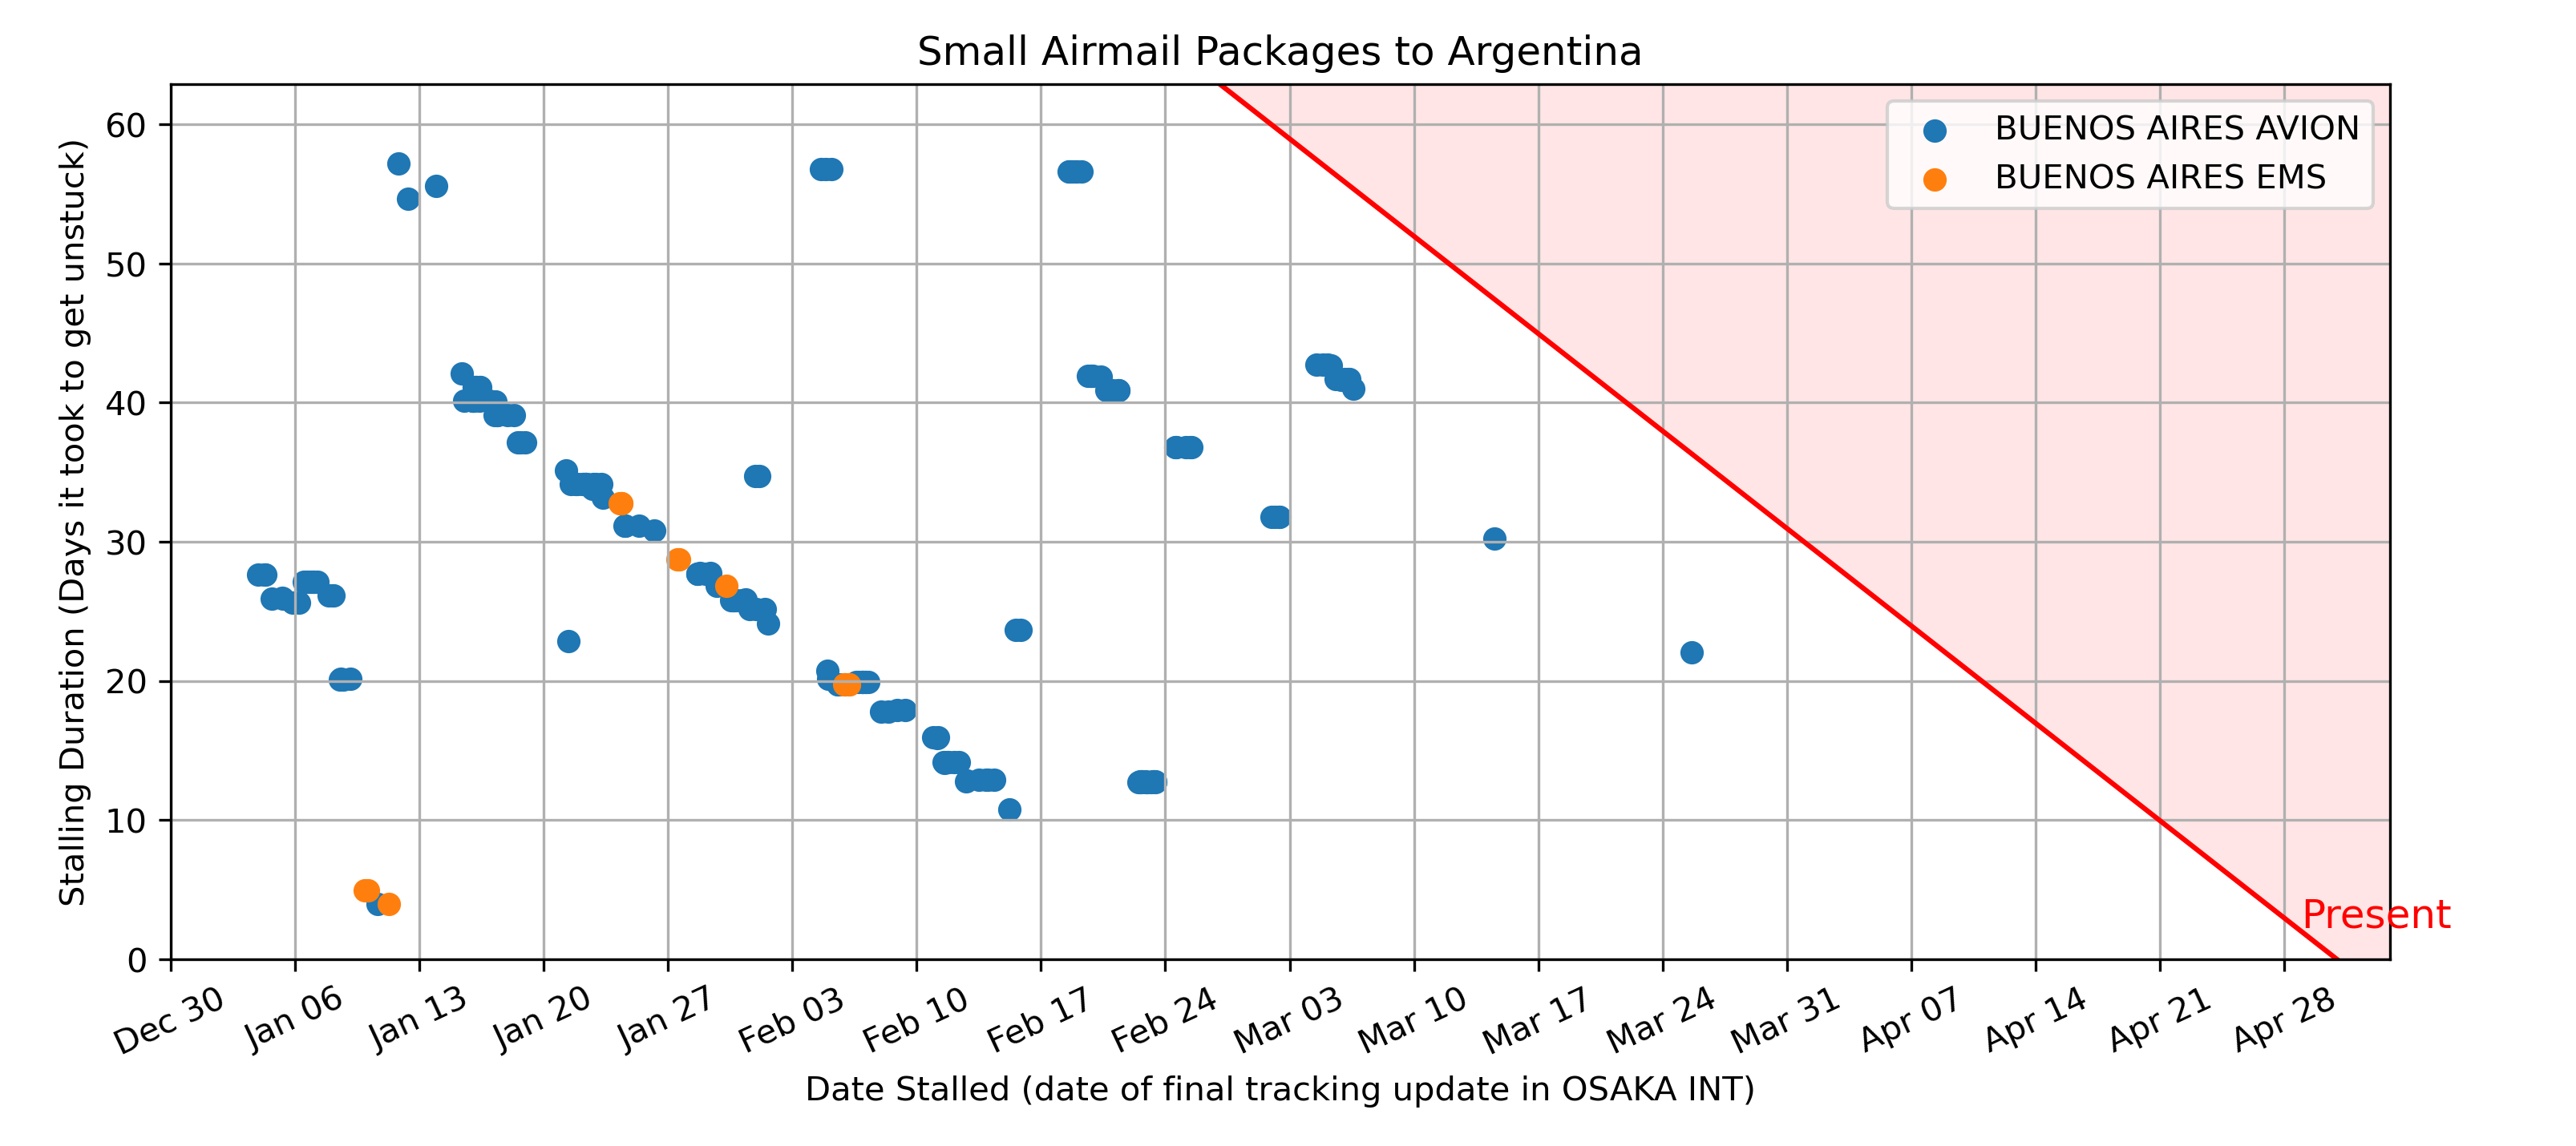 Small Airmail Packages to Argentina
BUENOS AIRES AVION
BUENOS AIRES EMS
Stalling Duration (Days it took to get unstuck)
60
50
40
30
20
10
0
Present
Dec 30
Jan 06
Jan 13
Jan 20
Jan 27
Feb 03
Feb 10
Feb 17
Feb 24
Mar 03
Mar 10
Mar 17
Mar 24
Mar 31
Apr 07
Apr 14
Apr 21
Apr 28
Date Stalled (date of final tracking update in OSAKA INT)